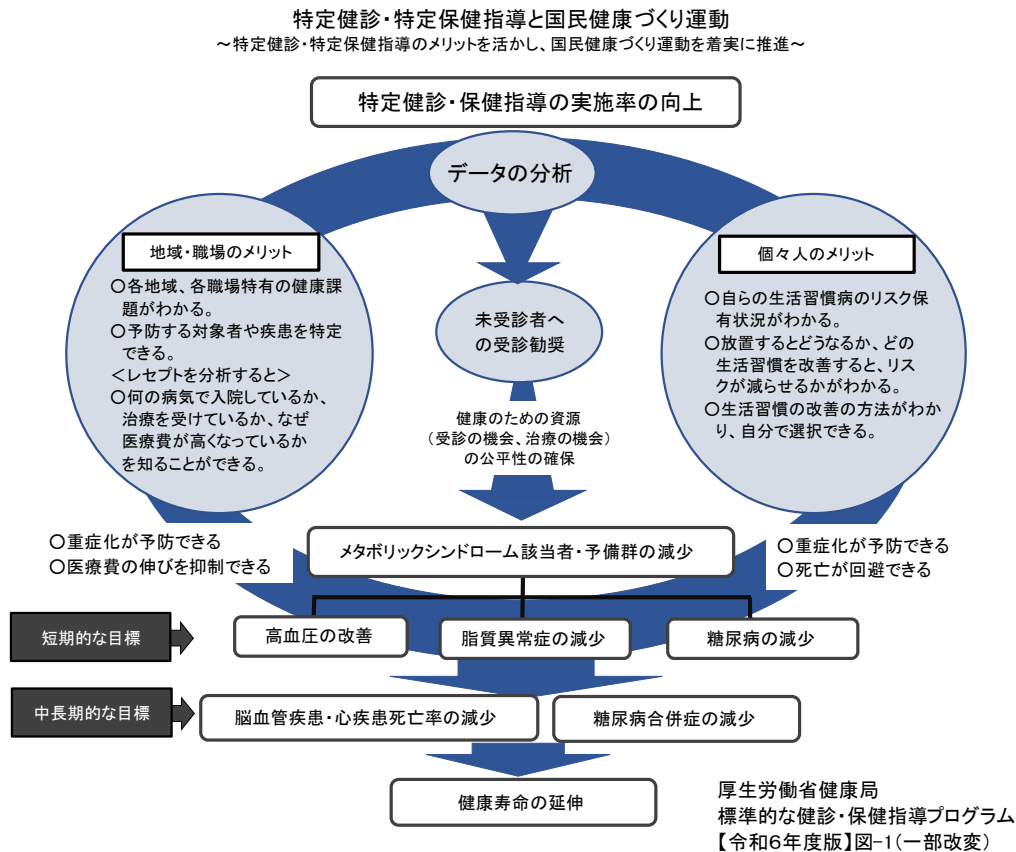 特定健診・特定保健指導と国民健康づくり運動
～特定健診・特定保健指導のメリットを活かし、国民健康づくり運動を着実に推進～
特定健診・保健指導の実施率の向上
データの分析
地域・職場のメリット
○各地域、各職場特有の健康課
題がわかる。
○予防する対象者や疾患を特定
できる。
＜レセプトを分析すると＞
○何の病気で入院しているか、
治療を受けているか、なぜ
医療費が高くなっているか
を知ることができる。
未受診者へ
の受診勧奨
個々人のメリット
○自らの生活習慣病のリスク保
有状況がわかる。
○放置するとどうなるか、どの
生活習慣を改善すると、リス
クが減らせるかがわかる。
○生活習慣の改善の方法がわか
り、自分で選択できる。
健康のための資源
（受診の機会、治療の機会）
の公平性の確保
○重症化が予防できる
○医療費の伸びを抑制できる
メタボリックシンドローム該当者・予備群の減少
○重症化が予防できる
○死亡が回避できる
短期的な目標
高血圧の改善
脂質異常症の減少
糖尿病の減少
中長期的な目標
脳血管疾患・心疾患死亡率の減少
糖尿病合併症の減少
健康寿命の延伸
厚生労働省健康局
標準的な健診・保健指導プログラム
【令和６年度版】図-１（一部改変）